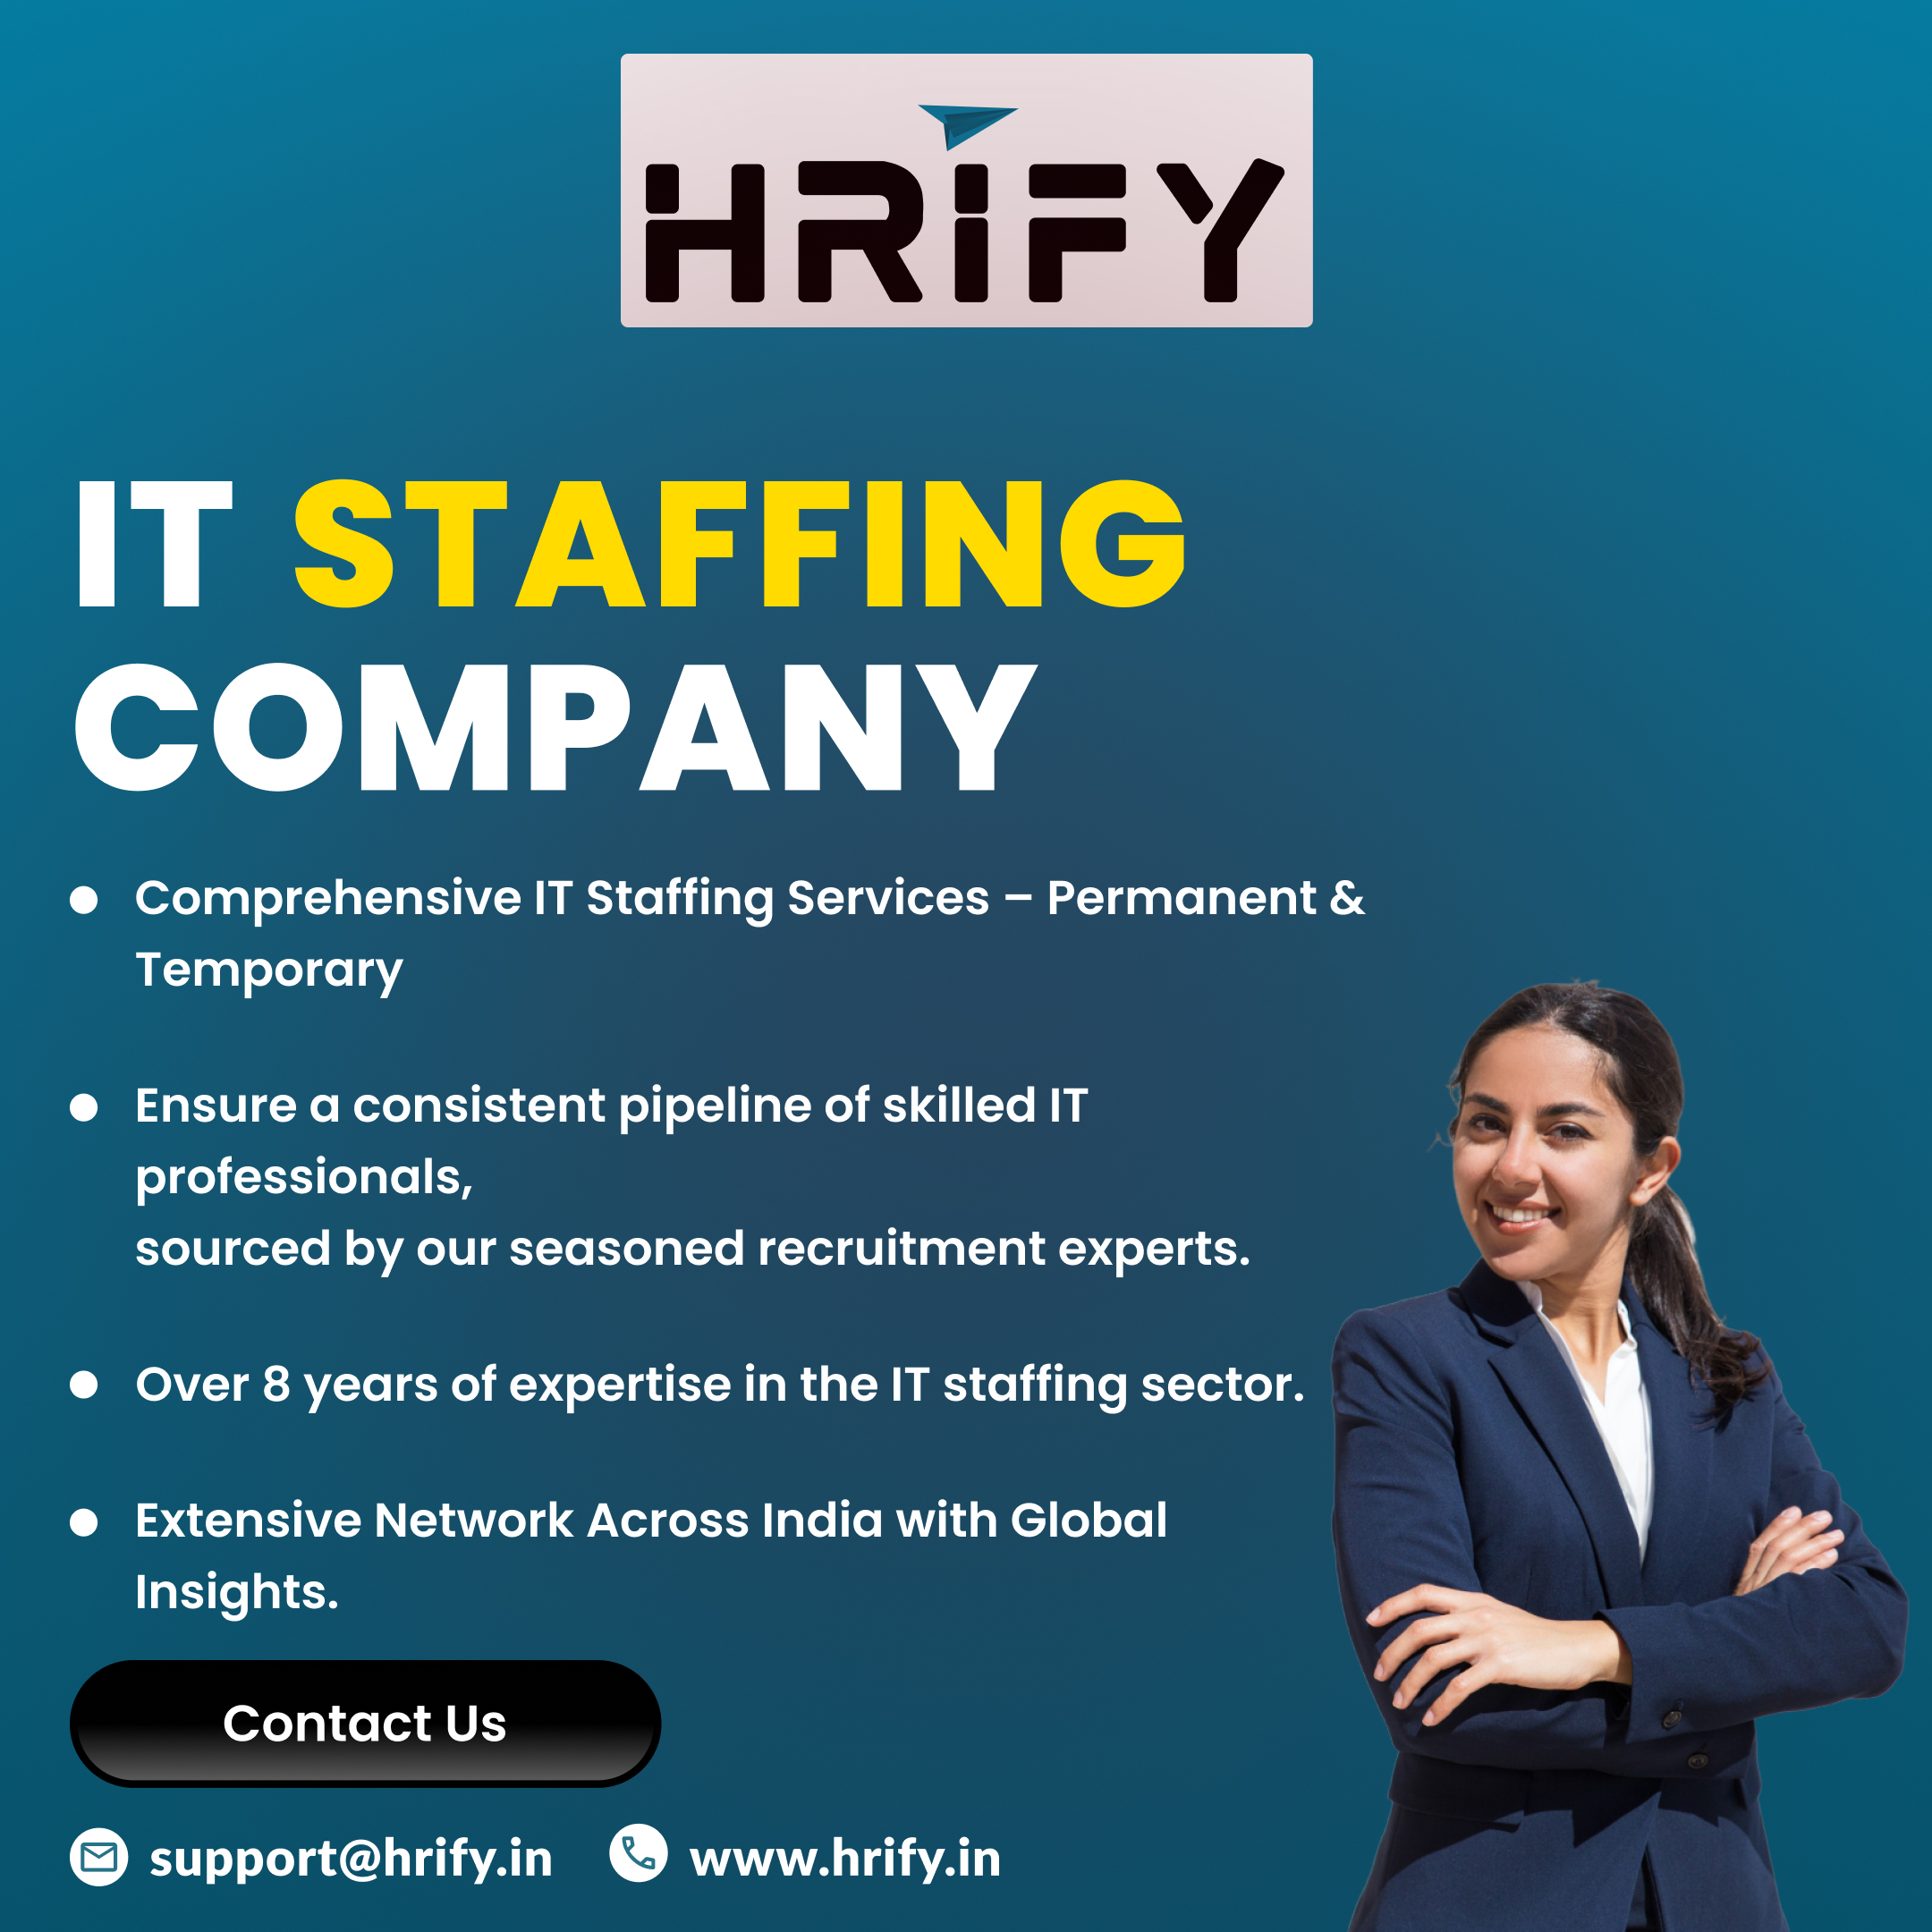 HRIFY
IT STAFFING
COMPANY
Comprehensive IT Staffing Services – Permanent &
Temporary
Ensure a consistent pipeline of skilled IT
professionals,
sourced by our seasoned recruitment experts.
Over 8 years of expertise in the IT staffing sector.
Extensive Network Across India with Global
Insights.
Contact Us
support@hrify.in www.hrify.in